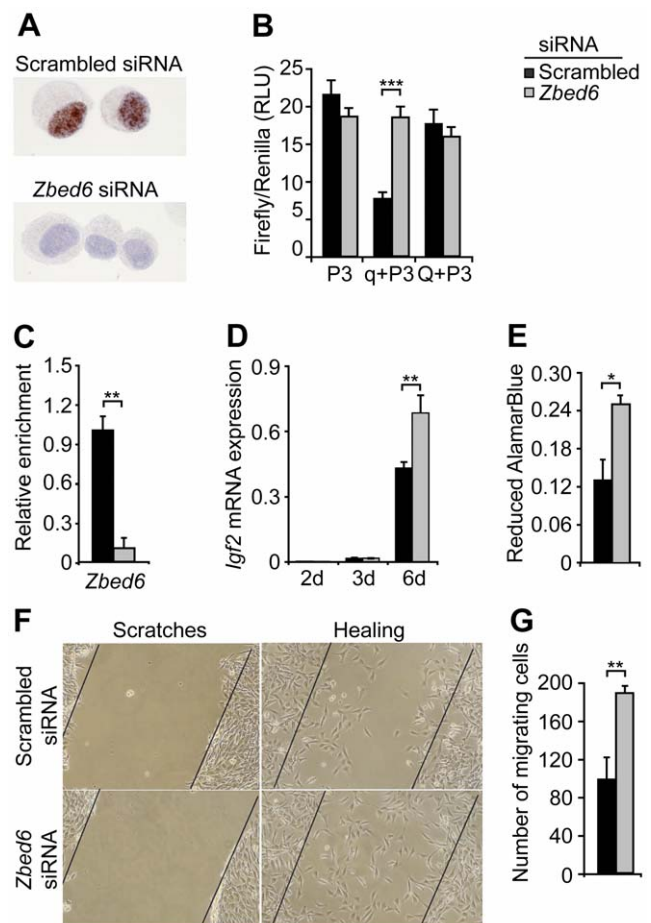 A
Scrambled siRNA
Zbed6 siRNA
B
Firefly/Renilla (RLU)
25
20
15
10
5
0
***
P3 q+P3 Q+P3
siRNA
Scrambled
Zbed6
C
Relative enrichment
1.5
1.2
0.9
0.6
0.3
0
**
Zbed6
D
Igf2 mRNA expression
0.9
0.6
0.3
0
**
2d 3d 6d
E
Reduced AlamarBlue
0.30
0.24
0.18
0.12
0.06
0
*
F
Scratches Healing
Scrambled
siRNA
Zbed6
siRNA
G
Number of migrating cells
200
160
120
80
40
0
**